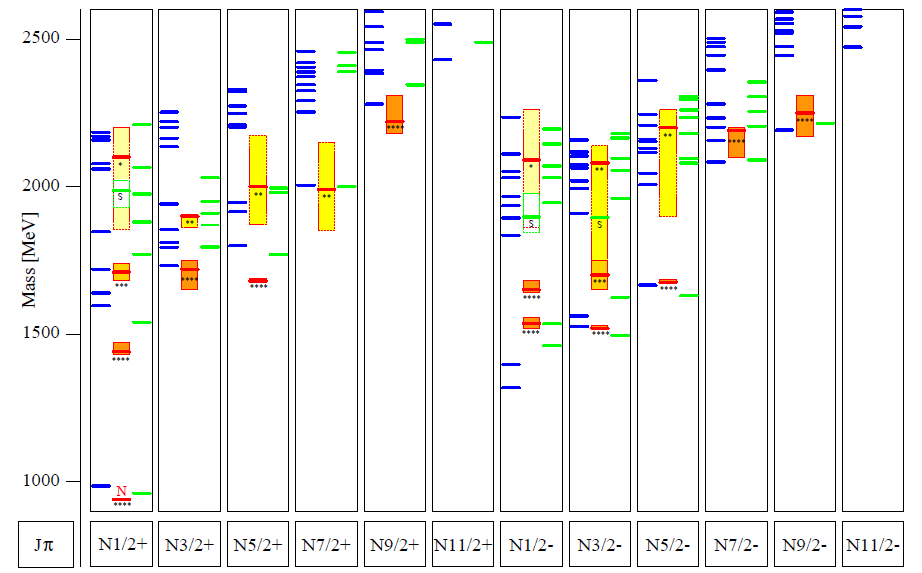 2500
2000
1500
1000
Mass [MeV]
*
S
***
****
N
****
**
****
**
****
**
****
*
S
****
****
**
S
***
****
**
****
****
****
Jπ
N1/2+
N3/2+
N5/2+
N7/2+
N9/2+
N11/2+
N1/2-
N3/2-
N5/2-
N7/2-
N9/2-
N11/2-